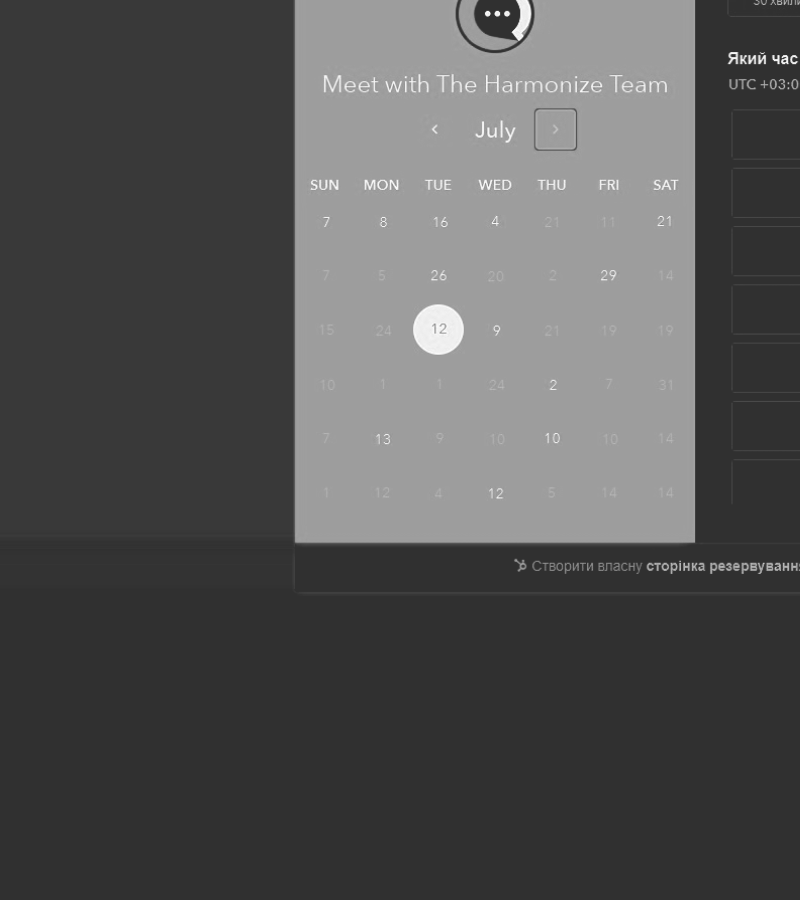 Meet with The Harmonize Team
July
SUN MON TUE WED THU FRI SAT
7 8 16 4 21 11 21
7 5 26 20 2 29 14
15 24 12 9 21 19 19
10 1 1 24 2 7 31
7 13 9 10 10 10 14
1 12 4 12 5 14 14
Який час
UTC +03:0
Створити власну сторінка резервуванн